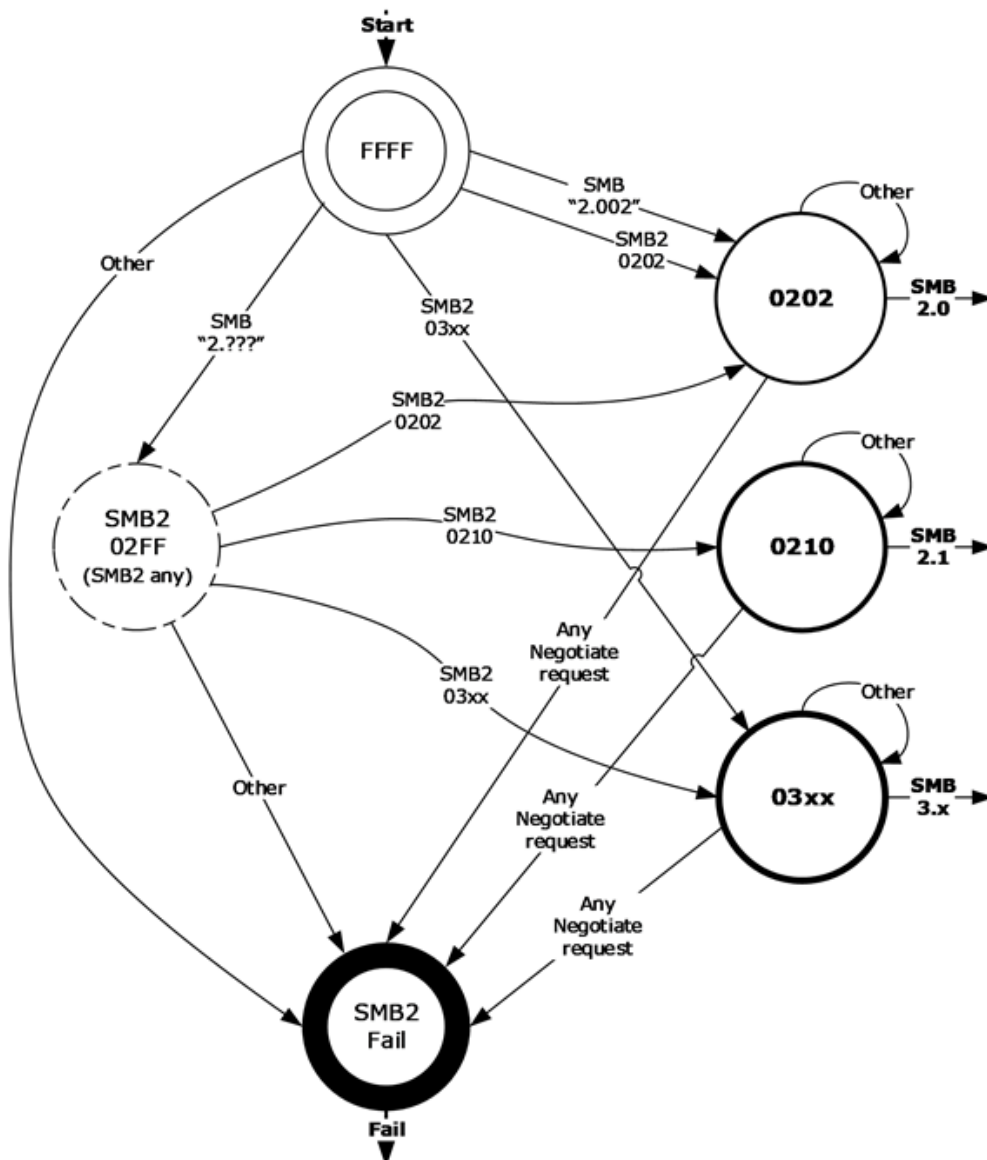 Start
FFFF
SMB
“2.002”
SMB2
0202
Other
0202
SMB
2.0
Other
SMB2
03xx
SMB
“2.???”
SMB2
0202
Other
0210
SMB
2.1
SMB2
02FF
(SMB2 any)
SMB2
0210
Any
Negotiate
request
SMB2
03xx
Other
03xx
SMB
3.x
Other
Any
Negotiate
request
Any
Negotiate
request
SMB2
Fail
Fail